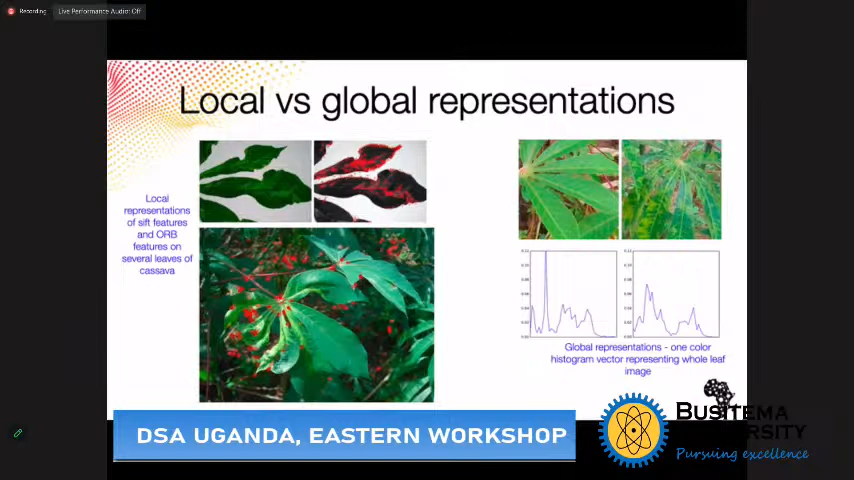 Recording
Live Performance Audio: Off
Local vs global representations
Local
representations
of sift features
and ORB
features on
several leaves of
cassava
Global representations - one color
histogram vector representing whole leaf
image
DSA UGANDA, EASTERN WORKSHOP
BUSITEMA
Pursuing excellence